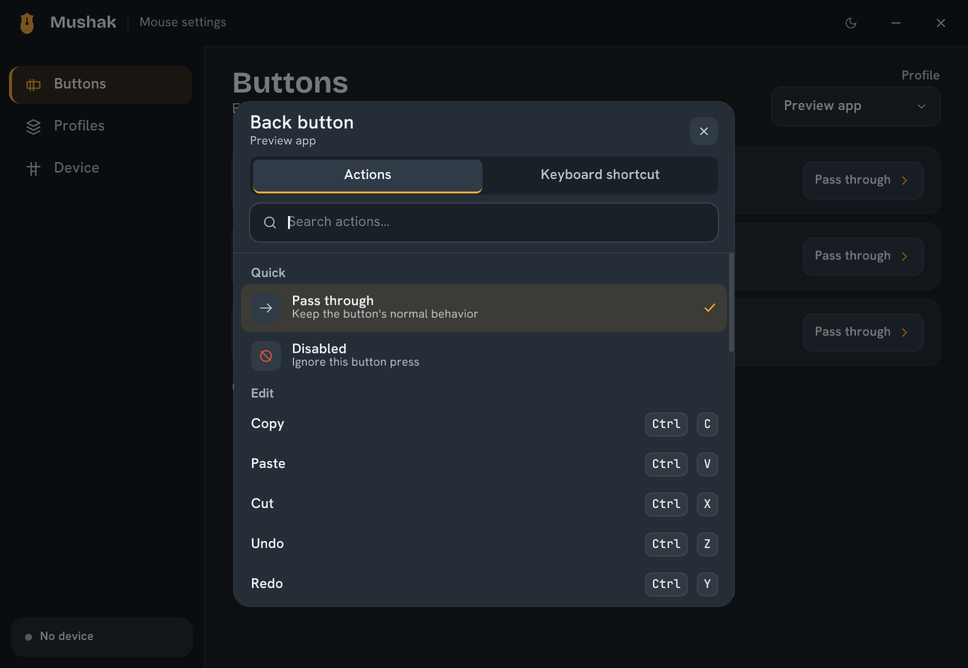 Mushak
Mouse settings
Buttons
Profiles
Device
No device
Buttons
Profile
Preview app
Pass through
Pass through
Pass through
Back button
Preview app
Actions
Keyboard shortcut
Search actions...
Quick
Pass through
Keep the button's normal behavior
Disabled
Ignore this button press
Edit
Copy Ctrl C
Paste Ctrl V
Cut Ctrl X
Undo Ctrl Z
Redo Ctrl Y